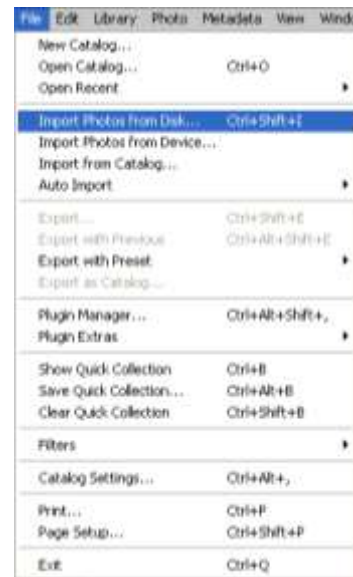 File Edit Library Photo Metadata View Windo
New Catalog...
Open Catalog... Ctrl+O
Open Recent
Import Photos from Disk... Ctrl+Shift+I
Import Photos from Device...
Import from Catalog...
Auto Import
Export... Ctrl+Shift+E
Export with Previous Ctrl+Alt+Shift+E
Export with Preset
Export as Catalog...
Plugin Manager... Ctrl+Alt+Shift+,
Plugin Extras
Show Quick Collection Ctrl+B
Save Quick Collection... Ctrl+Alt+B
Clear Quick Collection Ctrl+Shift+B
Filters
Catalog Settings... Ctrl+Alt+,
Print... Ctrl+P
Page Setup... Ctrl+Shift+P
Exit Ctrl+Q